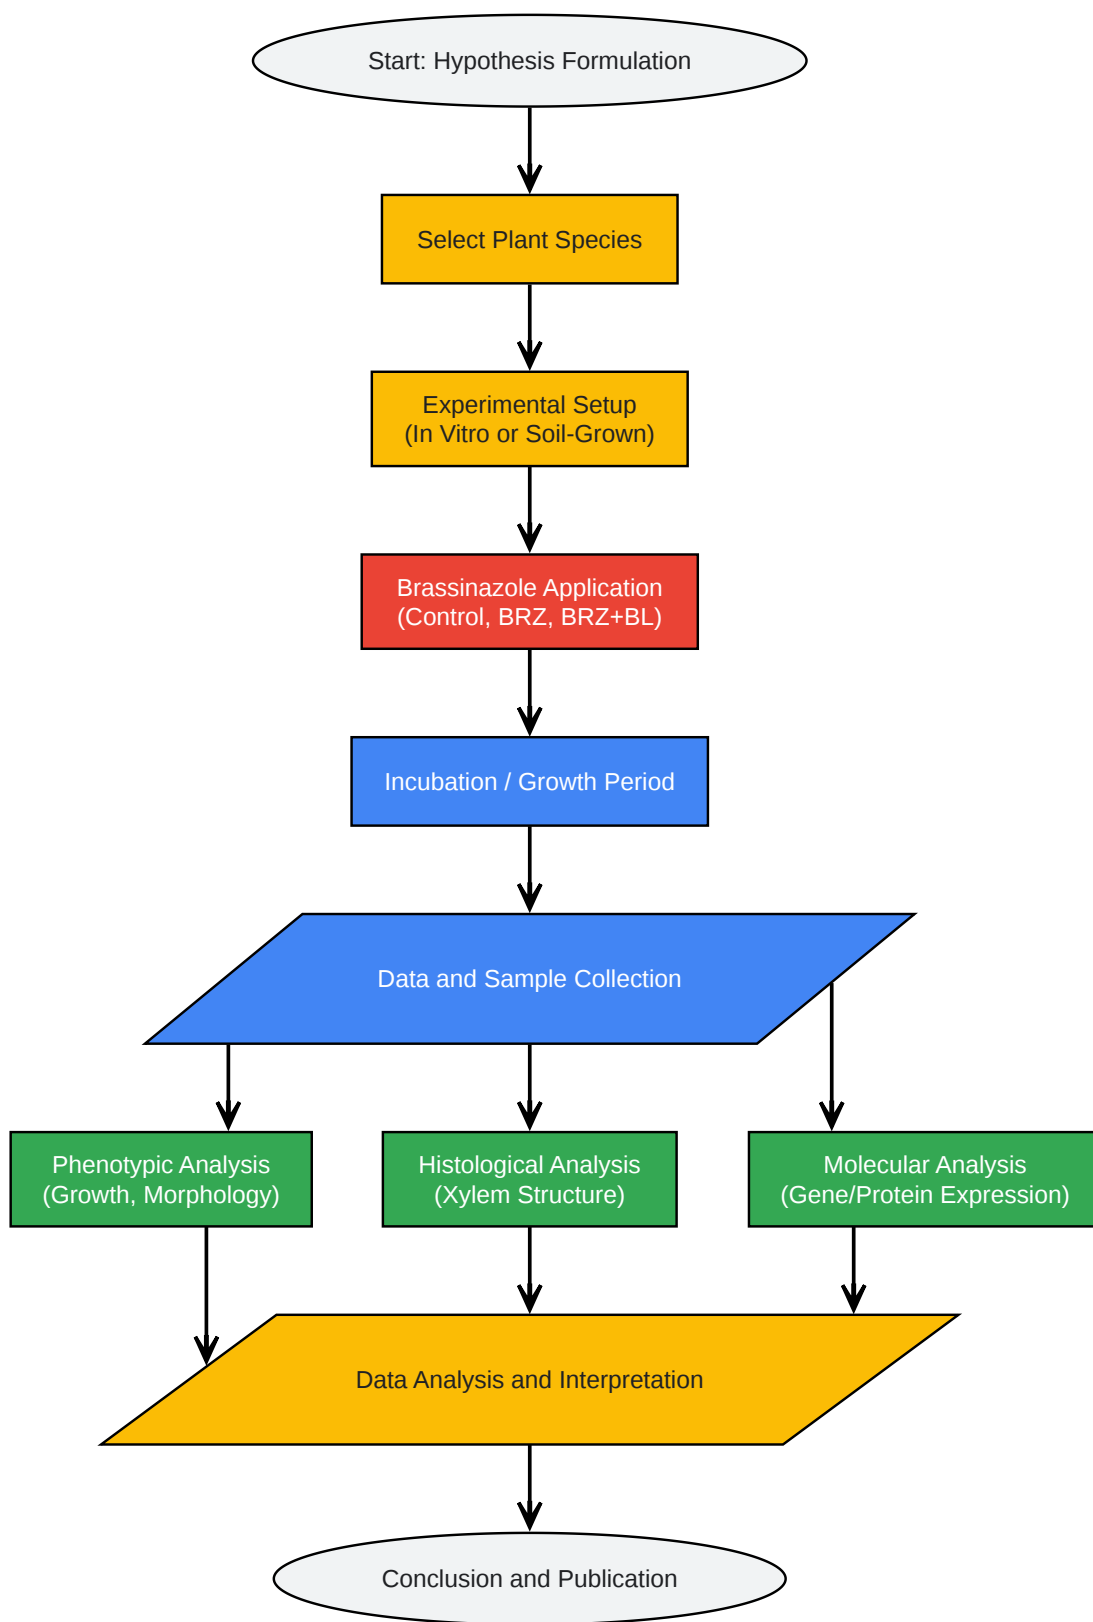 Start: Hypothesis Formulation
Select Plant Species
Experimental Setup
(In Vitro or Soil-Grown)
Brassinazole Application
(Control, BRZ, BRZ+BL)
Incubation / Growth Period
Data and Sample Collection
Phenotypic Analysis
(Growth, Morphology)
Histological Analysis
(Xylem Structure)
Molecular Analysis
(Gene/Protein Expression)
Data Analysis and Interpretation
Conclusion and Publication